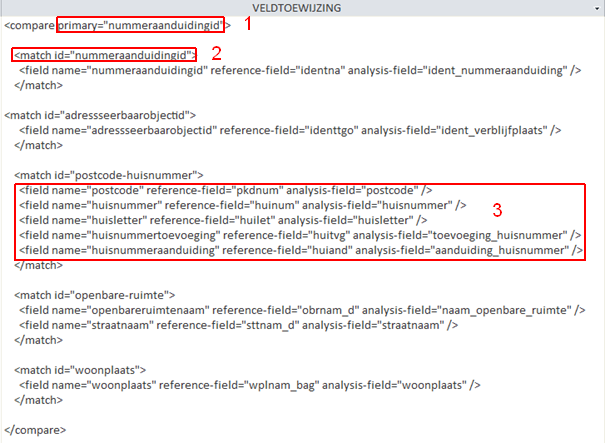 VELDTOEWIJZING
<compare primary="nummeraanduidingid"> 1
<match id="nummeraanduidingid"> 2
<field name="nummeraanduidingid" reference-field="identna" analysis-field="ident_nummeraanduiding" />
</match>
<match id="adressseerbaarobjectid">
<field name="adressseerbaarobjectid" reference-field="identtgo" analysis-field="ident_verblijfplaats" />
</match>
<match id="postcode-huisnummer">
<field name="postcode" reference-field="pkdnum" analysis-field="postcode" />
<field name="huisnummer" reference-field="huinum" analysis-field="huisnummer" /> 3
<field name="huisletter" reference-field="huilet" analysis-field="huisletter" />
<field name="huisnummertoevoeging" reference-field="huitvg" analysis-field="toevoeging_huisnummer" />
<field name="huisnummeraanduiding" reference-field="huiand" analysis-field="aanduiding_huisnummer" />
</match>
<match id="openbare-ruimte">
<field name="openbareruimtenaam" reference-field="obrnam_d" analysis-field="naam_openbare_ruimte" />
<field name="straatnaam" reference-field="sttnam_d" analysis-field="straatnaam" />
</match>
<match id="woonplaats">
<field name="woonplaats" reference-field="wplnam_bag" analysis-field="woonplaats" />
</match>
</compare>